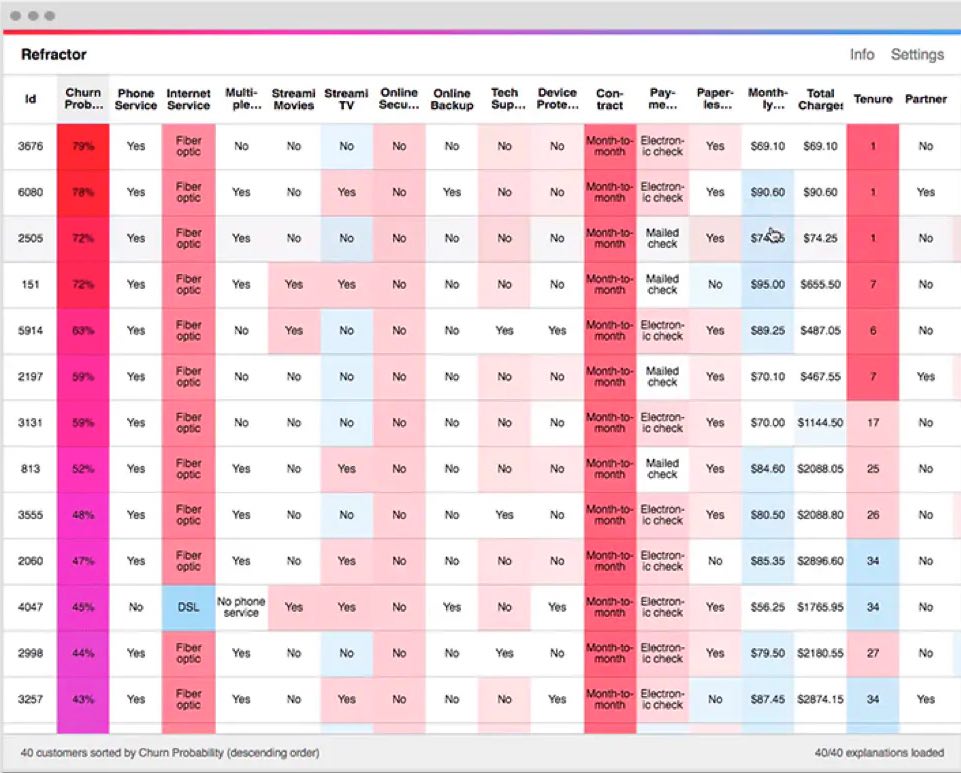 Refractor Info Settings
Id Churn Prob... Phone Service Internet Service Multi-ple... Streami Movies Streami TV Online Secu... Online Backup Tech Sup... Device Prote... Con-tract Pay-me... Paper-les... Month-ly... Total Charges Tenure Partner
3676 79% Yes Fiber optic No No No No No No No Month-to-month Electron-ic check Yes $69.10 $69.10 1 No
6080 78% Yes Fiber optic Yes No Yes No Yes No No Month-to-month Electron-ic check Yes $90.60 $90.60 1 Yes
2505 72% Yes Fiber optic Yes No No No No No No Month-to-month Mailed check Yes $74.25 1 No
151 72% Yes Fiber optic Yes Yes Yes No No No No Month-to-month Mailed check No $95.00 $655.50 7 No
5914 63% Yes Fiber optic No Yes No No No Yes Yes Month-to-month Electron-ic check Yes $89.25 $487.05 6 No
2197 59% Yes Fiber optic No No No No No No No Month-to-month Mailed check Yes $70.10 $467.55 7 Yes
3131 59% Yes Fiber optic No No No No No No No Month-to-month Electron-ic check Yes $70.00 $1144.50 17 No
813 52% Yes Fiber optic Yes No Yes No No No No Month-to-month Mailed check Yes $84.60 $2088.05 25 No
3555 48% Yes Fiber optic Yes No No No No Yes No Month-to-month Electron-ic check Yes $80.50 $2088.80 26 No
2060 47% Yes Fiber optic Yes No Yes No No No No Month-to-month Electron-ic check No $85.35 $2896.60 34 No
4047 45% No DSL No phone service Yes Yes No Yes No Yes Month-to-month Electron-ic check Yes $56.25 $1765.95 34 No
2998 44% Yes Fiber optic Yes No No No No Yes No Month-to-month Electron-ic check Yes $79.50 $2180.55 27 No
3257 43% Yes Fiber optic Yes No Yes No No No Yes Month-to-month Electron-ic check No $87.45 $2874.15 34 Yes
40 customers sorted by Churn Probability (descending order) 40/40 explanations loaded